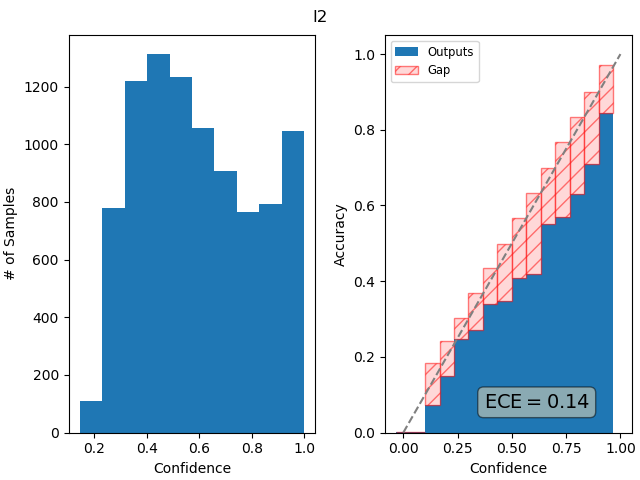 l2
# of Samples
1200
1000
800
600
400
200
0
0.2 0.4 0.6 0.8 1.0
Confidence
Accuracy
1.0
0.8
0.6
0.4
0.2
0.0
0.00 0.25 0.50 0.75 1.00
Confidence
Outputs
Gap
ECE = 0.14